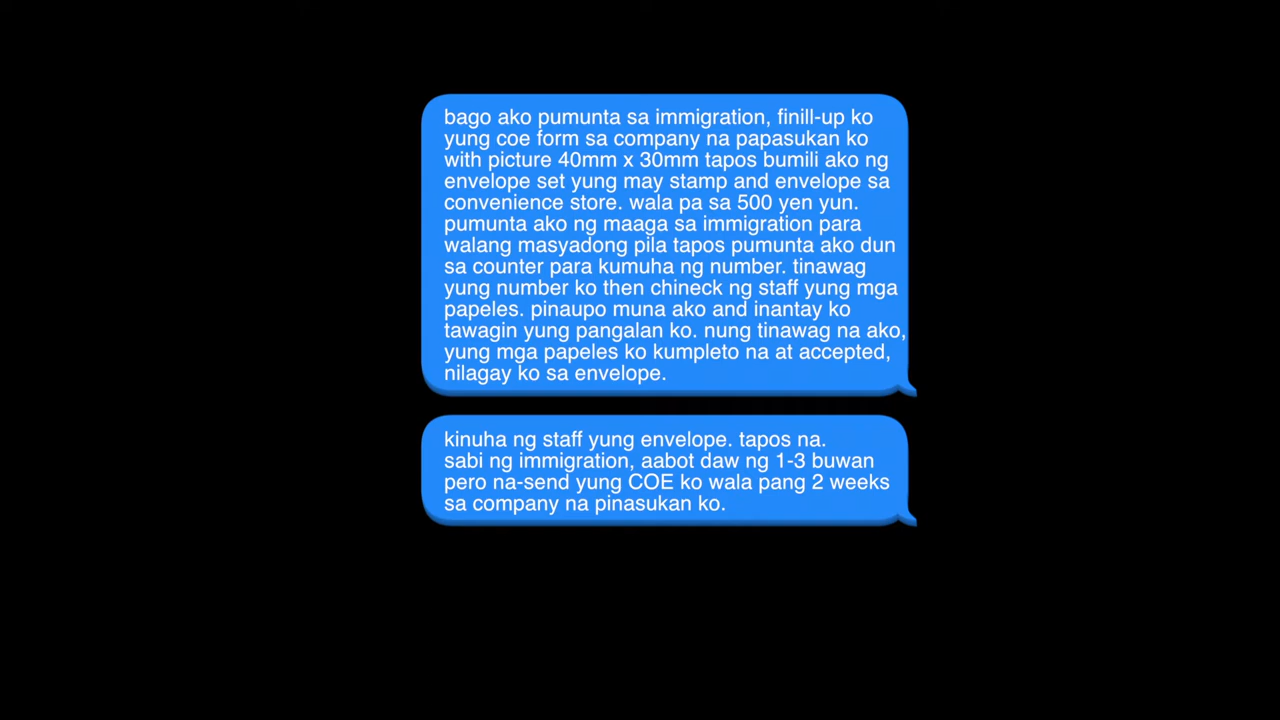 bago ako pumunta sa immigration, finill-up ko
yung coe form sa company na papasukan ko
with picture 40mm x 30mm tapos bumili ako ng
envelope set yung may stamp and envelope sa
convenience store. wala pa sa 500 yen yun.
pumunta ako ng maaga sa immigration para
walang masyadong pila tapos pumunta ako dun
sa counter para kumuha ng number. tinawag
yung number ko then chineck ng staff yung mga
papeles. pinaupo muna ako and inantay ko
tawagin yung pangalan ko. nung tinawag na ako,
yung mga papeles ko kumpleto na at accepted,
nilagay ko sa envelope.
kinuha ng staff yung envelope. tapos na.
sabi ng immigration, aabot daw ng 1-3 buwan
pero na-send yung COE ko wala pang 2 weeks
sa company na pinasukan ko.